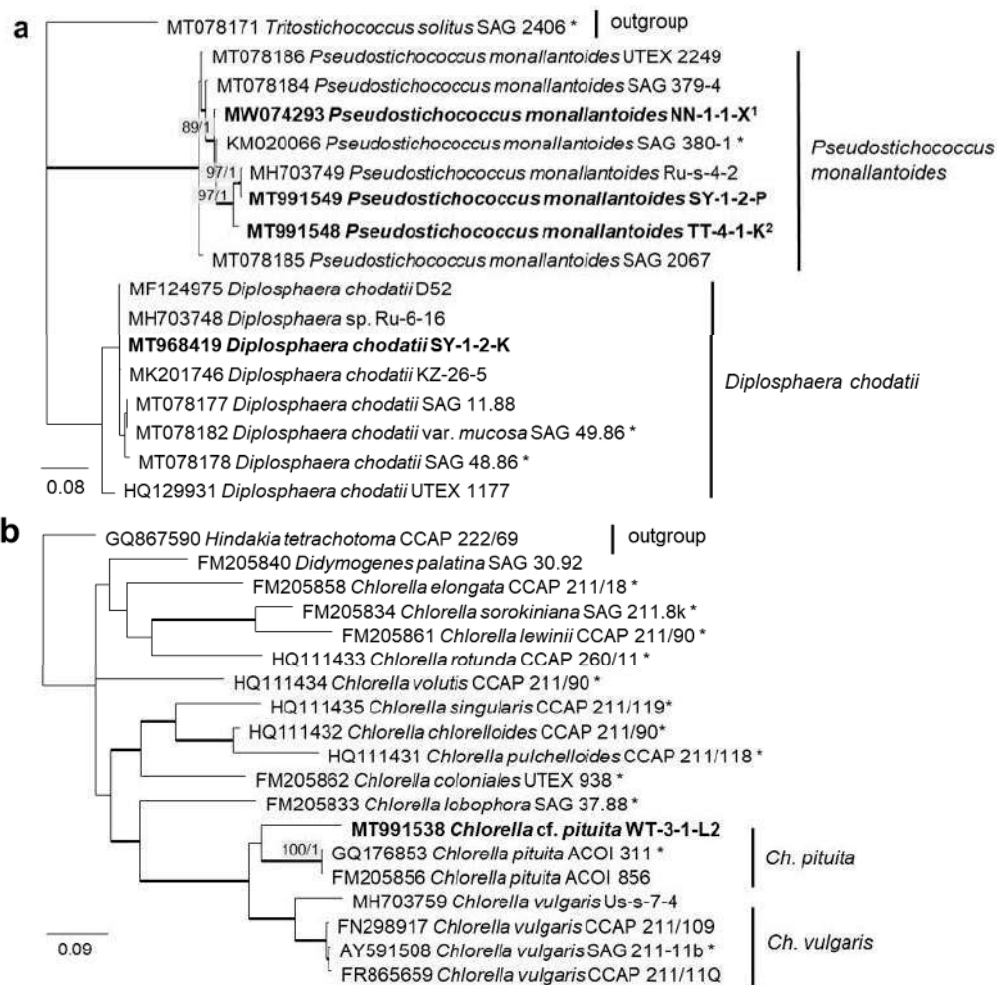 a
MT078171 Tritostichococcus solitus SAG 2406 *
outgroup
MT078186 Pseudostichococcus monallantoides UTEX 2249
MT078184 Pseudostichococcus monallantoides SAG 379-4
MW074293 Pseudostichococcus monallantoides NN-1-1-X¹
89/1
KM020066 Pseudostichococcus monallantoides SAG 380-1 *
Pseudostichococcus
monallantoides
97/1
MH703749 Pseudostichococcus monallantoides Ru-s-4-2
97/1
MT991549 Pseudostichococcus monallantoides SY-1-2-P
MT991548 Pseudostichococcus monallantoides TT-4-1-K²
MT078185 Pseudostichococcus monallantoides SAG 2067
MF124975 Diplosphaera chodatii D52
MH703748 Diplosphaera sp. Ru-6-16
MT968419 Diplosphaera chodatii SY-1-2-K
MK201746 Diplosphaera chodatii KZ-26-5
Diplosphaera chodatii
MT078177 Diplosphaera chodatii SAG 11.88
MT078182 Diplosphaera chodatii var. mucosa SAG 49.86 *
MT078178 Diplosphaera chodatii SAG 48.86 *
0.08
HQ129931 Diplosphaera chodatii UTEX 1177
b
GQ867590 Hindakia tetrachotoma CCAP 222/69
outgroup
FM205840 Didymogenes palatina SAG 30.92
FM205858 Chlorella elongata CCAP 211/18 *
FM205834 Chlorella sorokiniana SAG 211.8k *
FM205861 Chlorella lewinii CCAP 211/90 *
HQ111433 Chlorella rotunda CCAP 260/11 *
HQ111434 Chlorella volutis CCAP 211/90 *
HQ111435 Chlorella singularis CCAP 211/119*
HQ111432 Chlorella chlorelloides CCAP 211/90*
HQ111431 Chlorella pulchelloides CCAP 211/118 *
FM205862 Chlorella coloniales UTEX 938 *
FM205833 Chlorella lobophora SAG 37.88 *
MT991538 Chlorella cf. pituita WT-3-1-L2
100/1
GQ176853 Chlorella pituita ACOI 311 *
Ch. pituita
FM205856 Chlorella pituita ACOI 856
MH703759 Chlorella vulgaris Us-s-7-4
FN298917 Chlorella vulgaris CCAP 211/109
0.09
AY591508 Chlorella vulgaris SAG 211-11b *
Ch. vulgaris
FR865659 Chlorella vulgaris CCAP 211/11Q